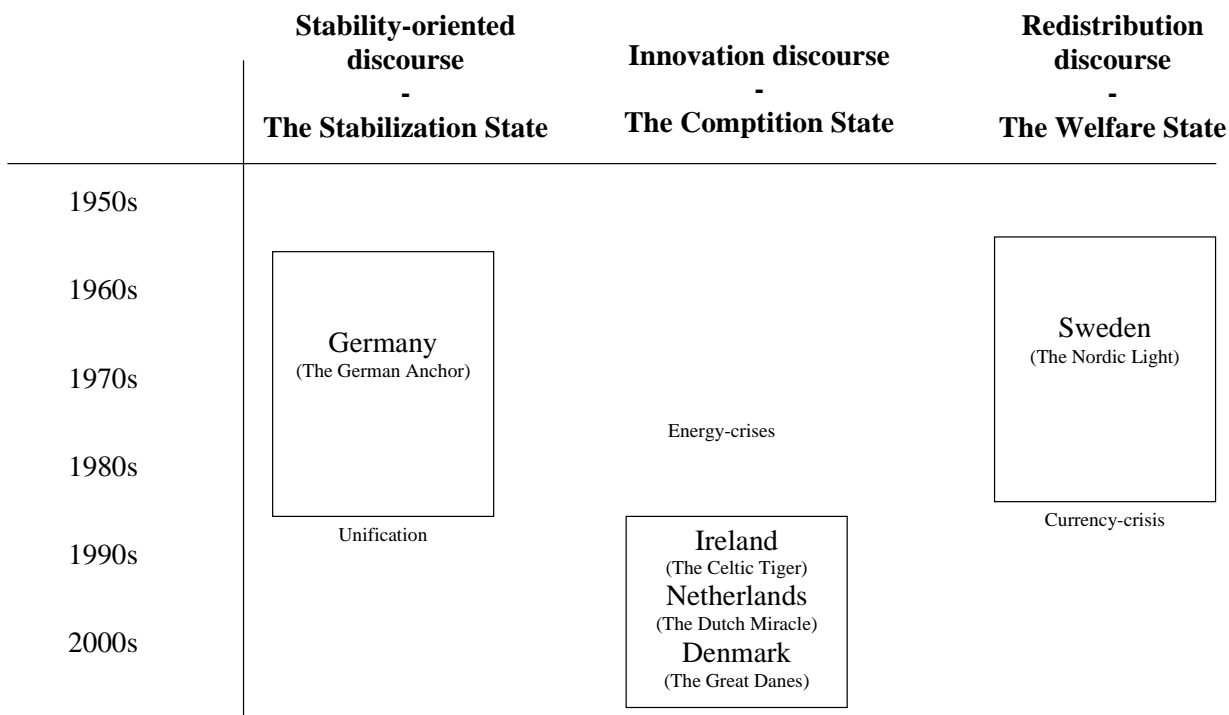 Stability-oriented
discourse
-
The Stabilization State
Innovation discourse
-
The Comptition State
Redistribution
discourse
-
The Welfare State
1950s
1960s
1970s
1980s
1990s
2000s
Germany
(The German Anchor)
Unification
Energy-crises
Ireland
(The Celtic Tiger)
Netherlands
(The Dutch Miracle)
Denmark
(The Great Danes)
Sweden
(The Nordic Light)
Currency-crisis